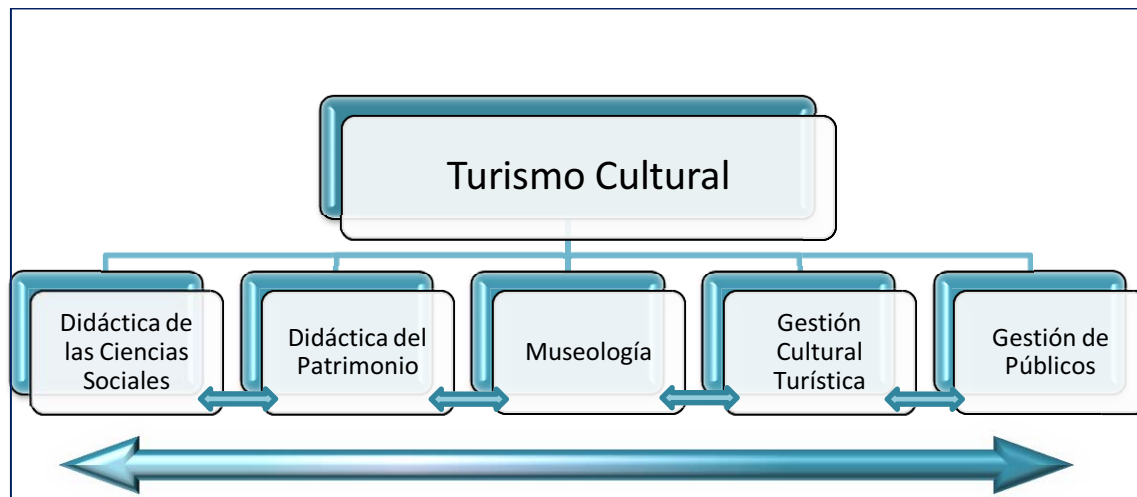 Turismo Cultural
Didáctica de
las Ciencias
Sociales
Didáctica del
Patrimonio
Museología
Gestión
Cultural
Turística
Gestión de
Públicos